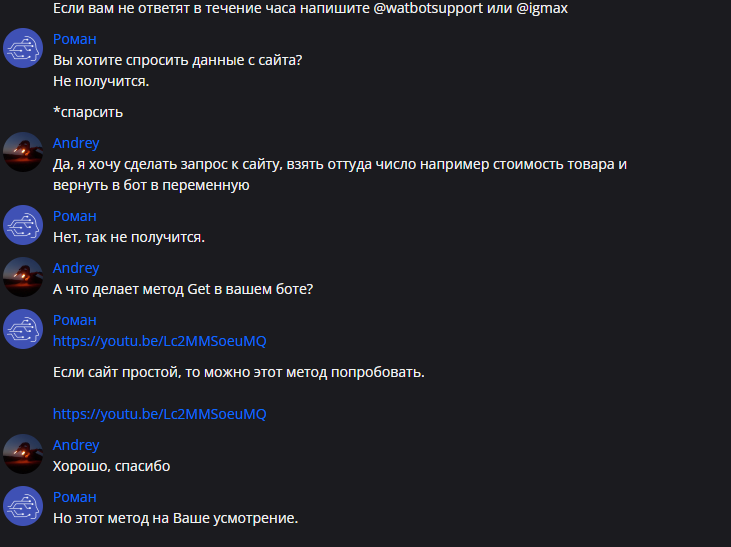 Если вам не ответят в течение часа напишите @watbotsupport или @igmax
Роман
Вы хотите спросить данные с сайта?
Не получится.
*спарсить
Andrey
Да, я хочу сделать запрос к сайту, взять оттуда число например стоимость товара и
вернуть в бот в переменную
Роман
Нет, так не получится.
Andrey
А что делает метод Get в вашем боте?
Роман
https://youtu.be/Lc2MMSoeuMQ
Если сайт простой, то можно этот метод попробовать.
https://youtu.be/Lc2MMSoeuMQ
Andrey
Хорошо, спасибо
Роман
Но этот метод на Ваше усмотрение.